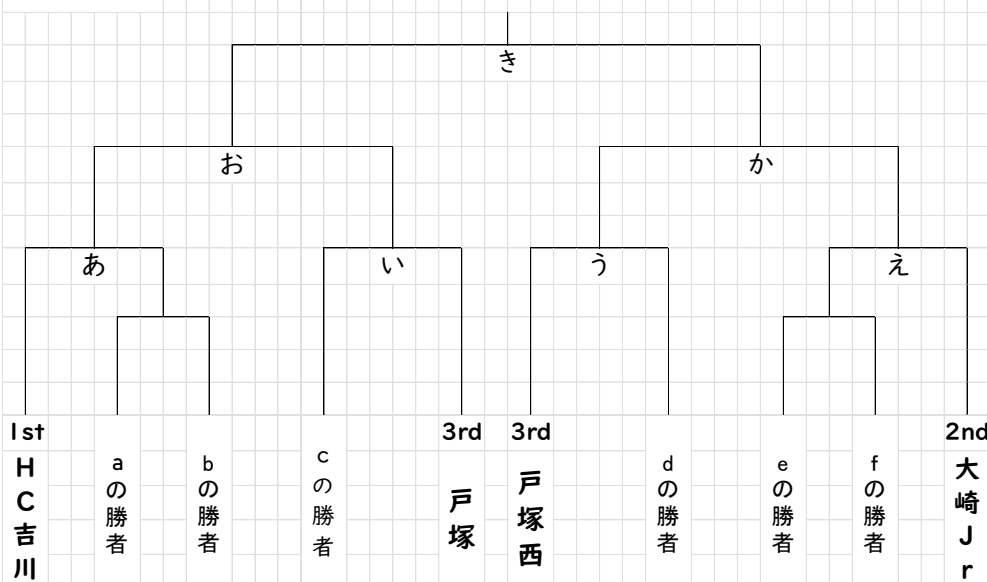 き
お
か
あ
い
う
え
1st
3rd
3rd
2nd
HC吉川
aの勝者
bの勝者
cの勝者
戸塚
戸塚西
dの勝者
eの勝者
fの勝者
大崎Jr